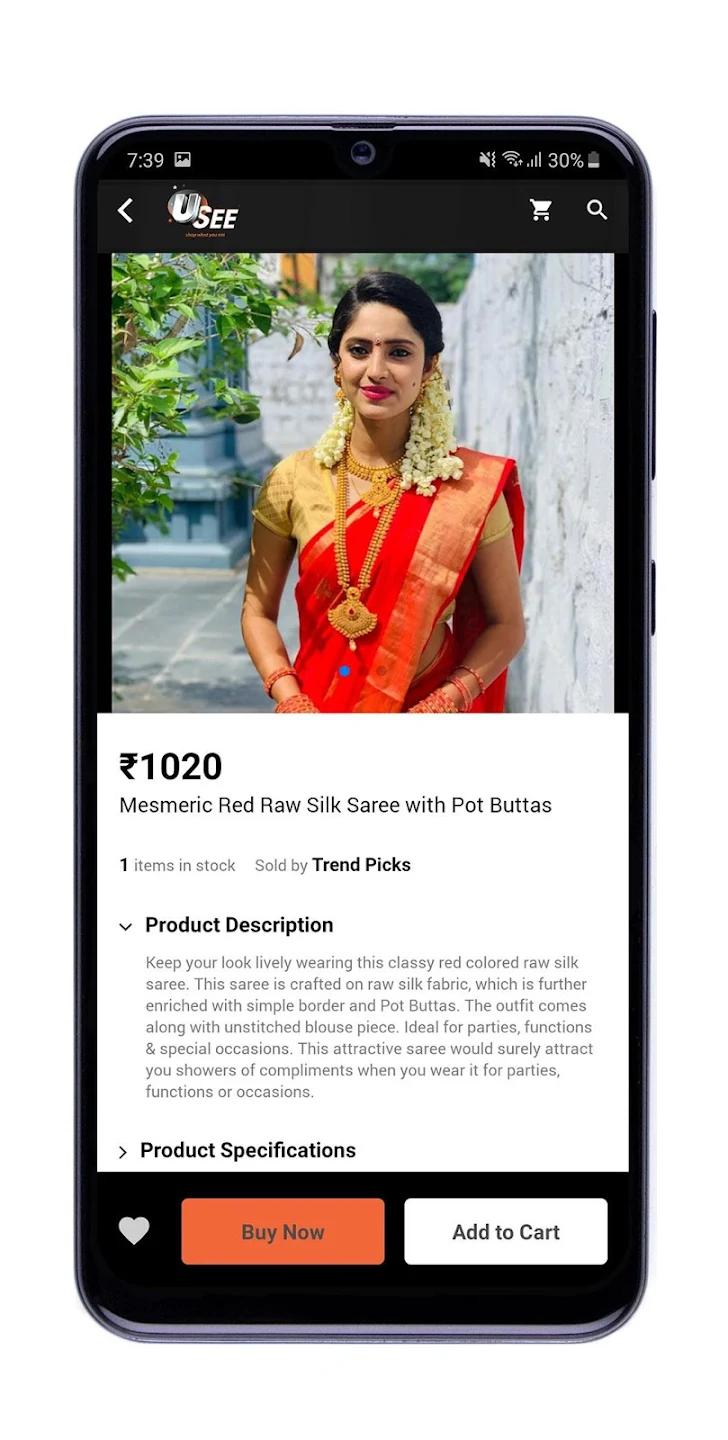 7:39
30%
USEE
shop what you see
₹1020
Mesmeric Red Raw Silk Saree with Pot Buttas
1 items in stock Sold by Trend Picks
Product Description
Keep your look lively wearing this classy red colored raw silk
saree. This saree is crafted on raw silk fabric, which is further
enriched with simple border and Pot Buttas. The outfit comes
along with unstitched blouse piece. Ideal for parties, functions
& special occasions. This attractive saree would surely attract
you showers of compliments when you wear it for parties,
functions or occasions.
Product Specifications
Buy Now
Add to Cart